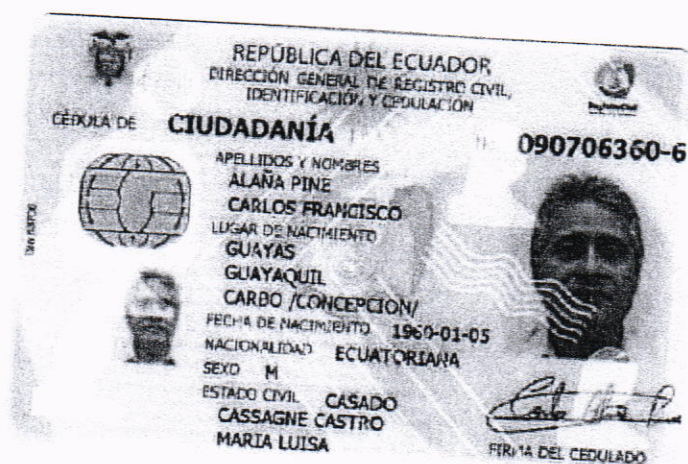 REPÚBLICA DEL ECUADOR
DIRECCIÓN GENERAL DE REGISTRO CIVIL,
IDENTIFICACIÓN Y CEDULACIÓN
CÉDULA DE CIUDADANÍA 090706360-6
APELLIDOS Y NOMBRES
ALAÑA PINE
CARLOS FRANCISCO
LUGAR DE NACIMIENTO
GUAYAS
GUAYAQUIL
CARBO /CONCEPCION/
FECHA DE NACIMIENTO 1960-01-05
NACIONALIDAD ECUATORIANA
SEXO M
ESTADO CIVIL CASADO
CASSAGNE CASTRO
MARIA LUISA
FIRMA DEL CEDULADO